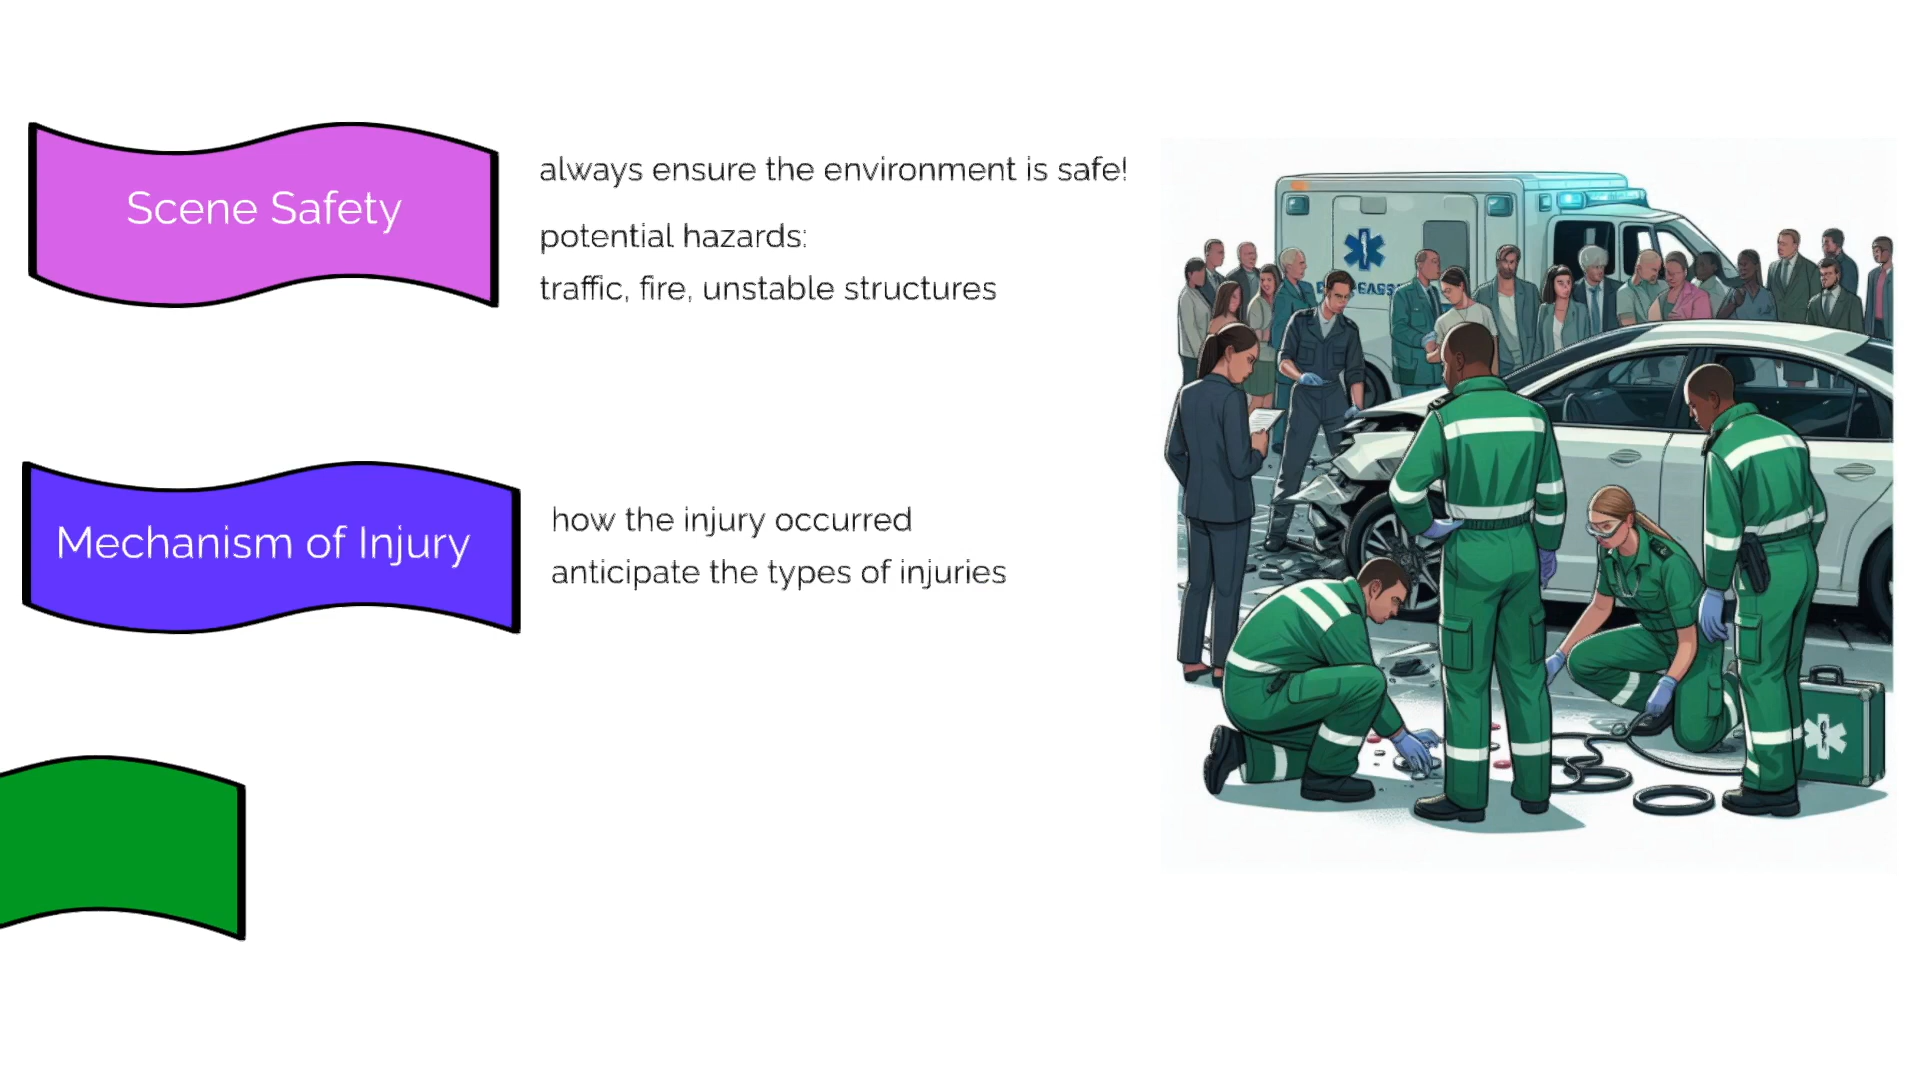 Scene Safety
always ensure the environment is safe!
potential hazards:
traffic, fire, unstable structures
Mechanism of Injury
how the injury occurred
anticipate the types of injuries